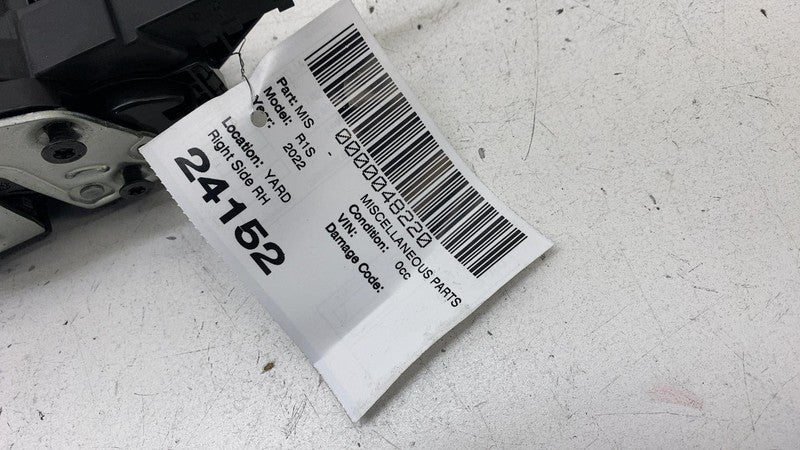 0000048220
Part: MIS - MISCELLANEOUS PARTS
Model: R1S Condition: 0cc
Year: 2022 VIN:
Damage Code:
Location: YARD
Right Side RH
24152